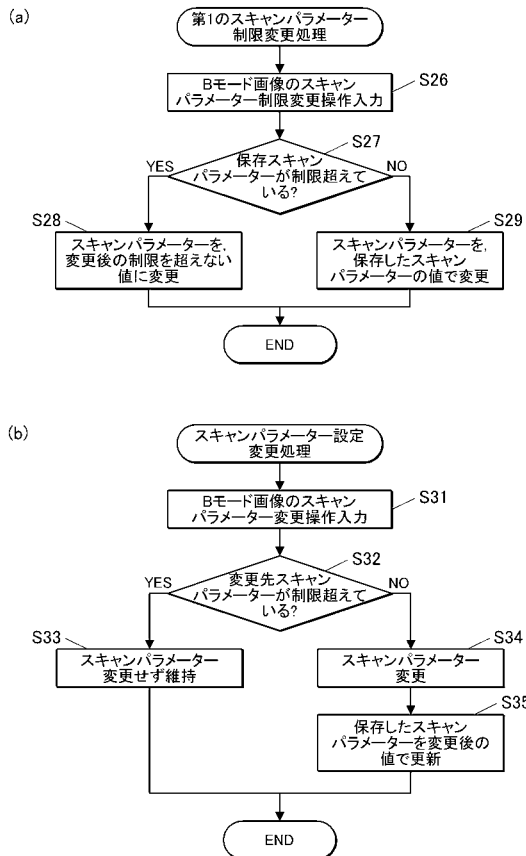 (a)
第1のスキャンパラメーター
制限変更処理
Bモード画像のスキャン
パラメーター制限変更操作入力
S26
S27
保存スキャン
パラメーターが制限超えて
いる?
YES
NO
S28
スキャンパラメーターを,
変更後の制限を超えない
値に変更
S29
スキャンパラメーターを,
保存したスキャン
パラメーターの値で変更
END
(b)
スキャンパラメーター設定
変更処理
Bモード画像のスキャン
パラメーター変更操作入力
S31
S32
変更先スキャン
パラメーターが制限超えて
いる?
YES
NO
S33
スキャンパラメーター
変更せず維持
S34
スキャンパラメーター
変更
S35
保存したスキャン
パラメーターを変更後の
値で更新
END